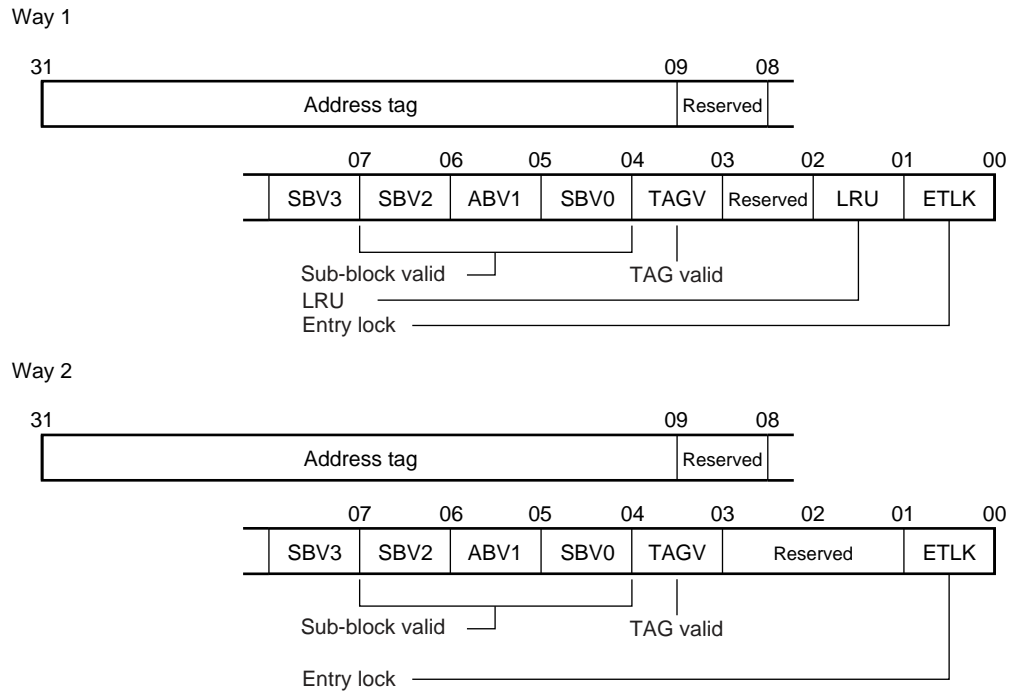 Way 1
31 09 08
Address tag Reserved
07 06 05 04 03 02 01 00
SBV3 SBV2 ABV1 SBV0 TAGV Reserved LRU ETLK
Sub-block valid TAG valid
LRU
Entry lock
Way 2
31 09 08
Address tag Reserved
07 06 05 04 03 02 01 00
SBV3 SBV2 ABV1 SBV0 TAGV Reserved ETLK
Sub-block valid TAG valid
Entry lock